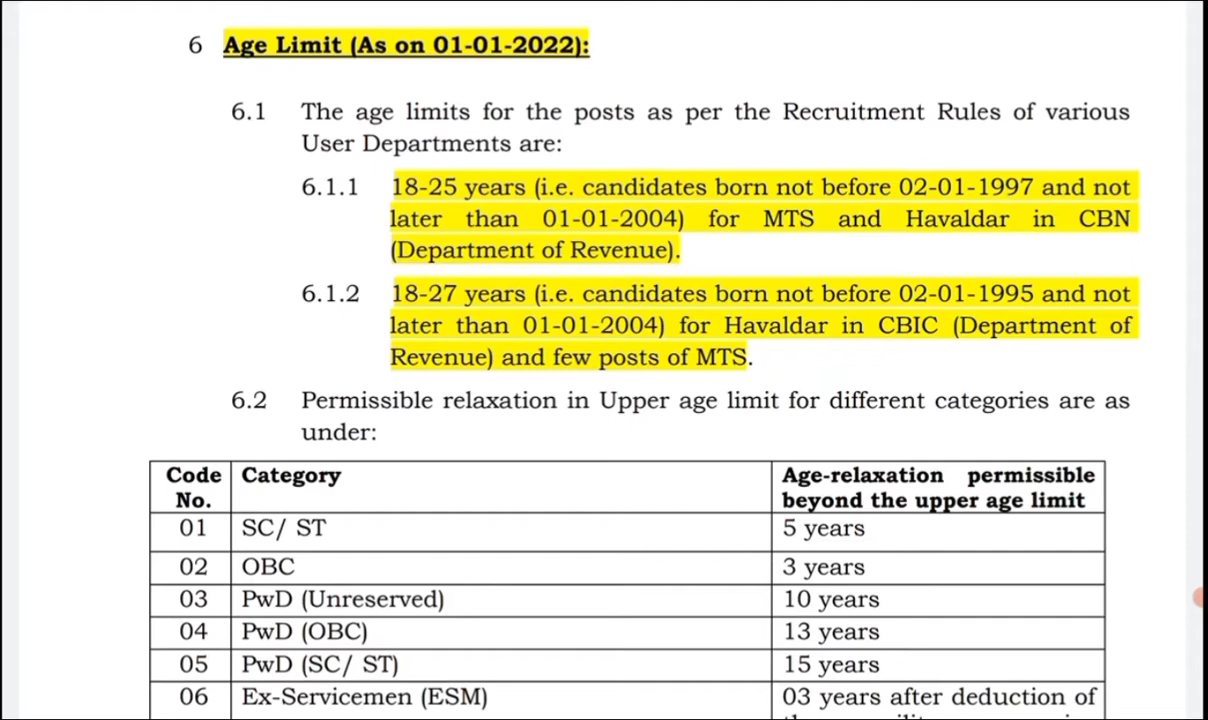 6 Age Limit (As on 01-01-2022):
6.1 The age limits for the posts as per the Recruitment Rules of various
User Departments are:
6.1.1 18-25 years (i.e. candidates born not before 02-01-1997 and not
later than 01-01-2004) for MTS and Havaldar in CBN
(Department of Revenue).
6.1.2 18-27 years (i.e. candidates born not before 02-01-1995 and not
later than 01-01-2004) for Havaldar in CBIC (Department of
Revenue) and few posts of MTS.
6.2 Permissible relaxation in Upper age limit for different categories are as
under:
Code No. Category Age-relaxation permissible beyond the upper age limit
01 SC/ ST 5 years
02 OBC 3 years
03 PwD (Unreserved) 10 years
04 PwD (OBC) 13 years
05 PwD (SC/ ST) 15 years
06 Ex-Servicemen (ESM) 03 years after deduction of